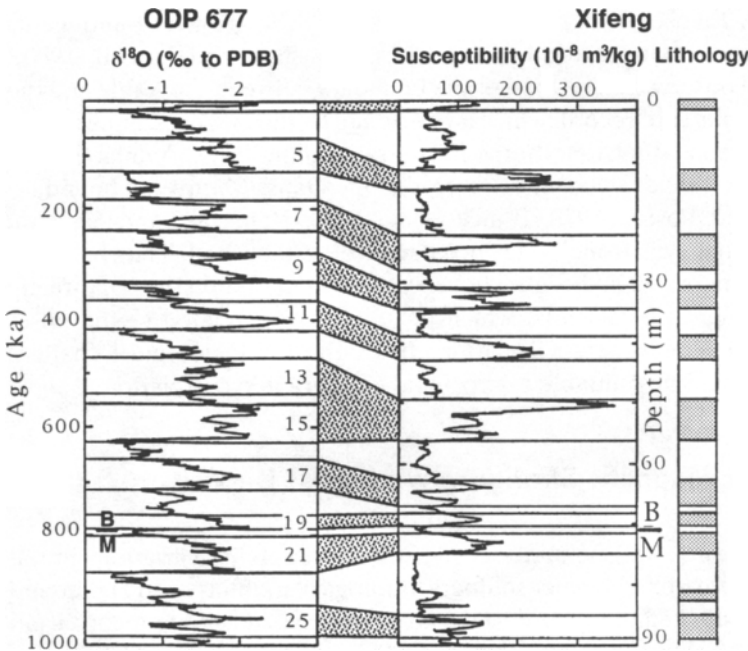 ODP 677 Xifeng
δ¹⁸O (‰ to PDB) Susceptibility (10⁻⁸ m³/kg) Lithology
0 -1 -2 0 100 200 300
0
5
200
7
9
30
11
400
13
15
600
60
17
B 19 B
800
M 21 M
25
1000 90
Age (ka)
Depth (m)